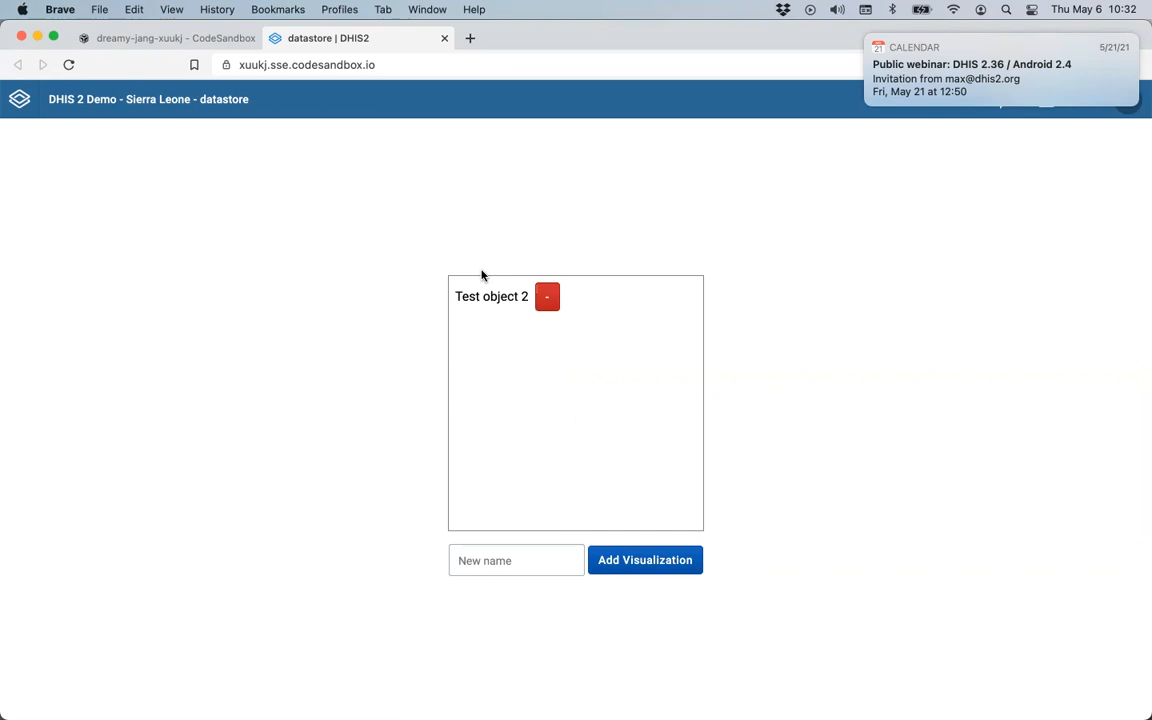 Brave File Edit View History Bookmarks Profiles Tab Window Help Thu May 6 10:32
dreamy-jang-xuukj - CodeSandbox
datastore | DHIS2
xuukj.sse.codesandbox.io
21 CALENDAR 5/21/21
Public webinar: DHIS 2.36 / Android 2.4
Invitation from max@dhis2.org
Fri, May 21 at 12:50
DHIS 2 Demo - Sierra Leone - datastore
Test object 2 -
New name Add Visualization